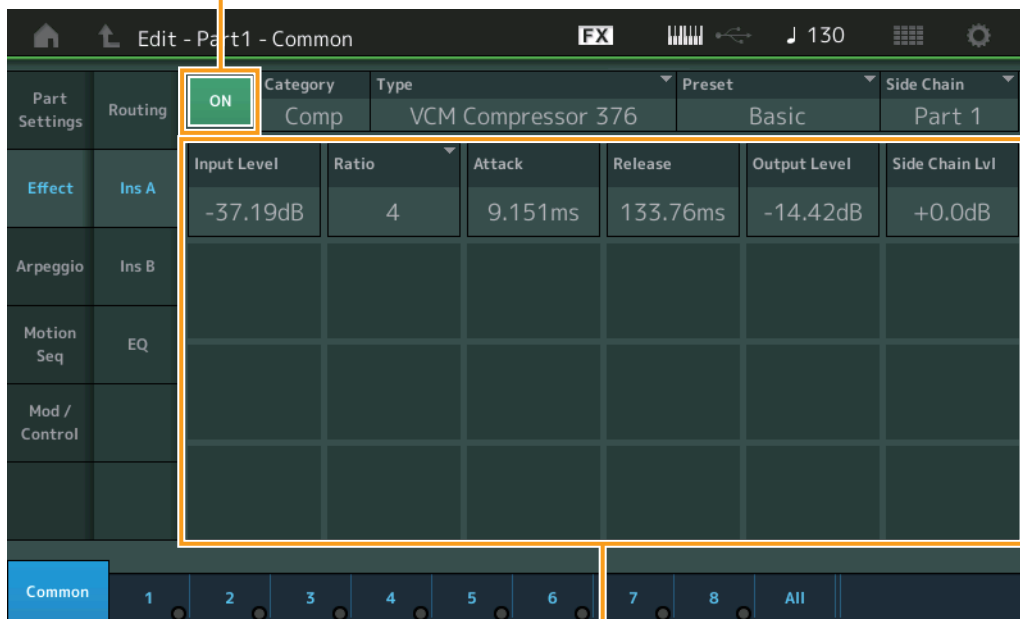 Edit - Part1 - Common
FX
130
Part Settings
Routing
ON
Category
Comp
Type
VCM Compressor 376
Preset
Basic
Side Chain
Part 1
Effect
Ins A
Input Level
-37.19dB
Ratio
4
Attack
9.151ms
Release
133.76ms
Output Level
-14.42dB
Side Chain Lvl
+0.0dB
Arpeggio
Ins B
Motion Seq
EQ
Mod / Control
Common
1
2
3
4
5
6
7
8
All